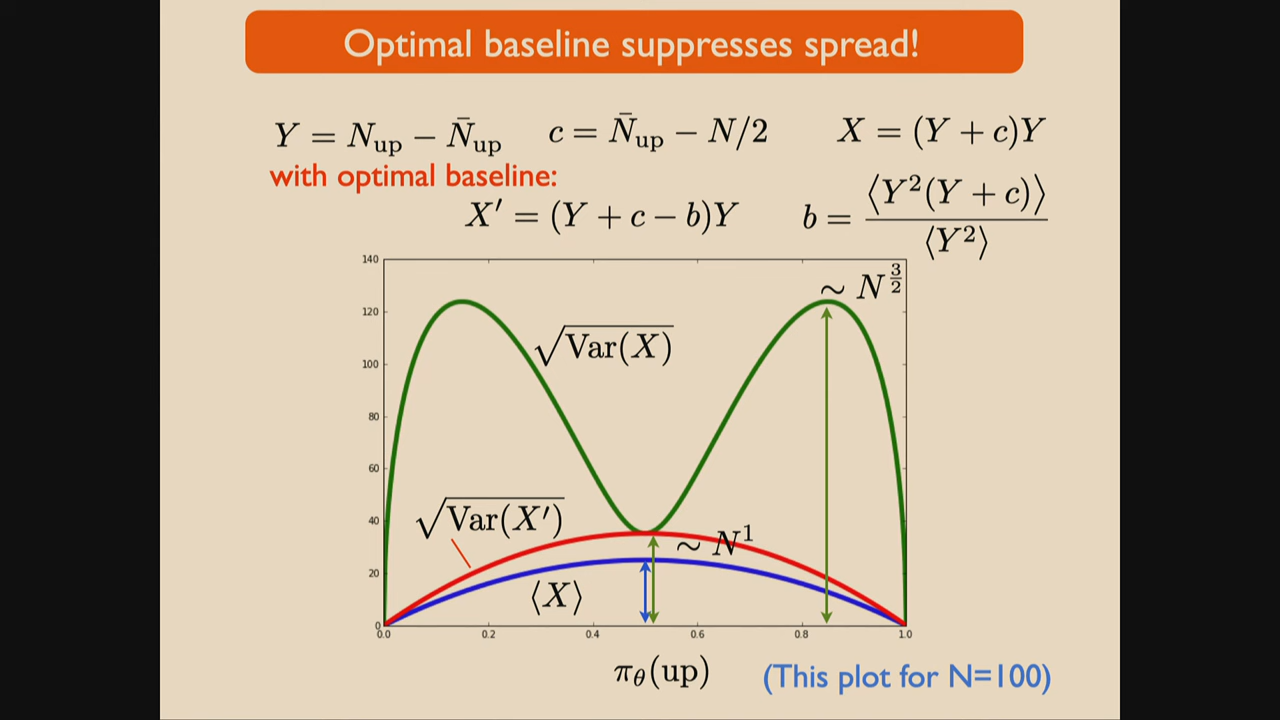 Optimal baseline suppresses spread!
Y = N_up − N̄_up    c = N̄_up − N/2    X = (Y + c)Y
with optimal baseline:
X′ = (Y + c − b)Y    b = ⟨Y²(Y + c)⟩ / ⟨Y²⟩
140
∼ N^{3/2}
120
√Var(X)
100
80
60
√Var(X′)
40
∼ N¹
20
⟨X⟩
0
0.0 0.2 0.4 0.6 0.8 1.0
π_θ(up)    (This plot for N=100)